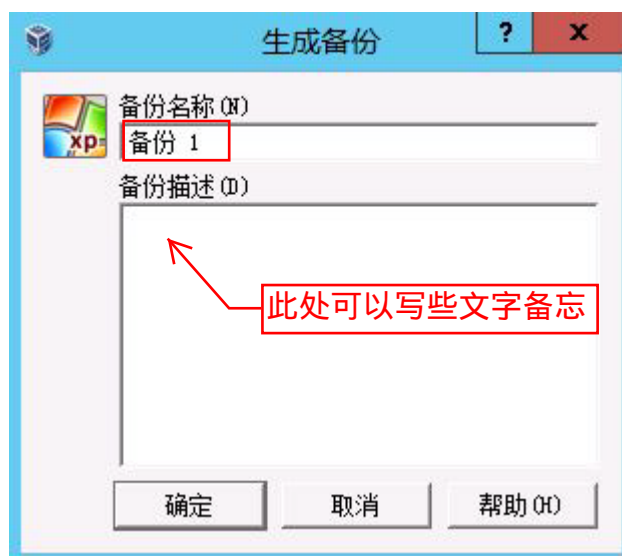 生成备份
?
x
xp
备份名称(N)
备份 1
备份描述(D)
此处可以写些文字备忘
确定
取消
帮助(H)